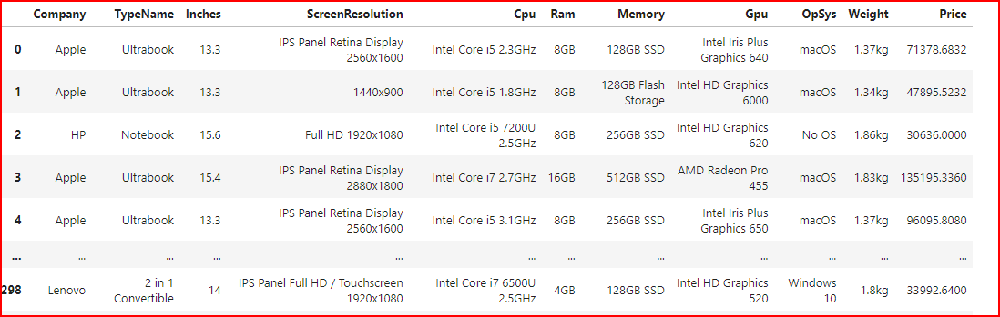 Company TypeName Inches ScreenResolution Cpu Ram Memory Gpu OpSys Weight Price
0 Apple Ultrabook 13.3 IPS Panel Retina Display 2560x1600 Intel Core i5 2.3GHz 8GB 128GB SSD Intel Iris Plus Graphics 640 macOS 1.37kg 71378.6832
1 Apple Ultrabook 13.3 1440x900 Intel Core i5 1.8GHz 8GB 128GB Flash Storage Intel HD Graphics 6000 macOS 1.34kg 47895.5232
2 HP Notebook 15.6 Full HD 1920x1080 Intel Core i5 7200U 2.5GHz 8GB 256GB SSD Intel HD Graphics 620 No OS 1.86kg 30636.0000
3 Apple Ultrabook 15.4 IPS Panel Retina Display 2880x1800 Intel Core i7 2.7GHz 16GB 512GB SSD AMD Radeon Pro 455 macOS 1.83kg 135195.3360
4 Apple Ultrabook 13.3 IPS Panel Retina Display 2560x1600 Intel Core i5 3.1GHz 8GB 256GB SSD Intel Iris Plus Graphics 650 macOS 1.37kg 96095.8080
... ... ... ... ... ... ... ... ... ... ... ...
298 Lenovo 2 in 1 Convertible 14 IPS Panel Full HD / Touchscreen 1920x1080 Intel Core i7 6500U 2.5GHz 4GB 128GB SSD Intel HD Graphics 520 Windows 10 1.8kg 33992.6400